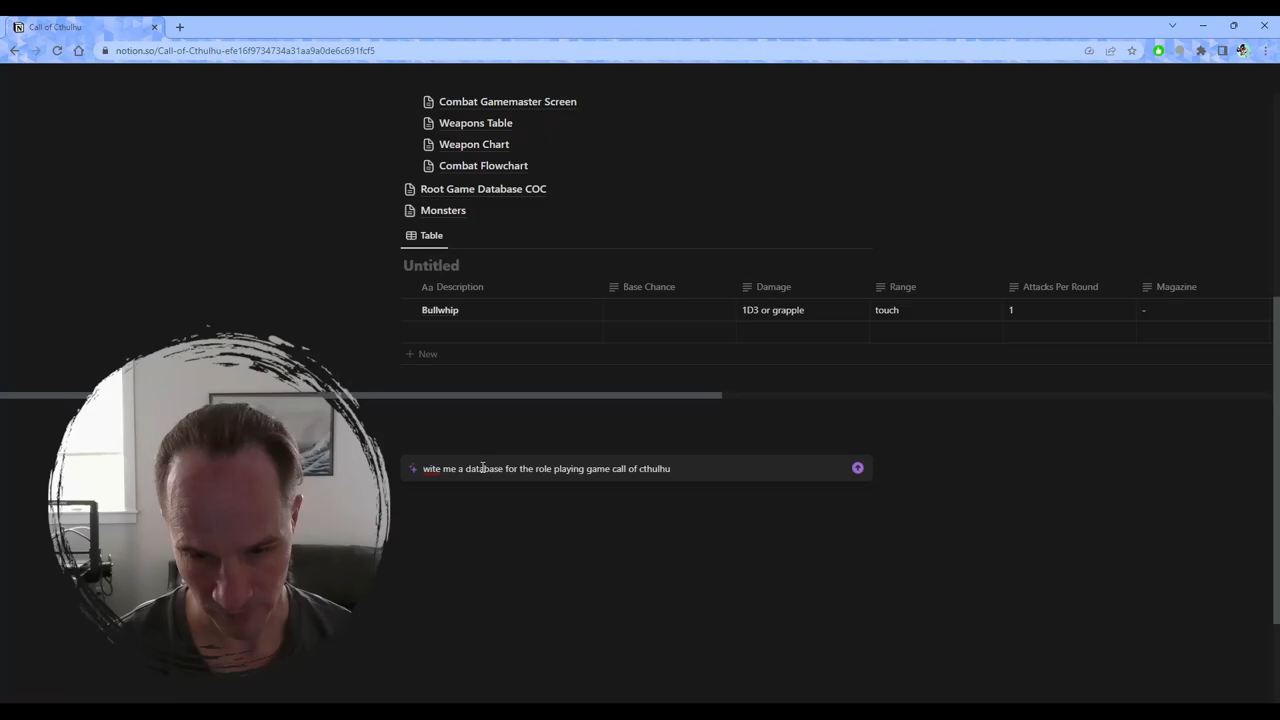 Call of Cthulhu
notion.so/Call-of-Cthulhu-efe16f9734734a31aa9a0de6c691fcf5
Combat Gamemaster Screen
Weapons Table
Weapon Chart
Combat Flowchart
Root Game Database COC
Monsters
Table
Untitled
Aa Description Base Chance Damage Range Attacks Per Round Magazine
Bullwhip 1D3 or grapple touch 1 -
+ New
wite me a database for the role playing game call of cthulhu